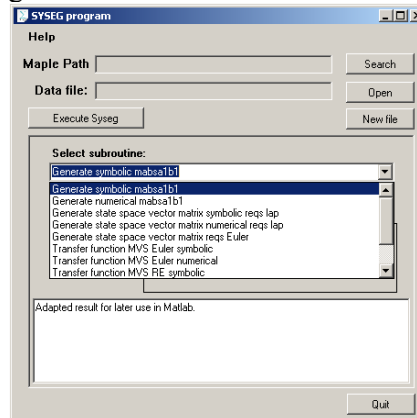 SYSEG program
Help
Maple Path
Search
Data file:
Open
Execute Syseg
New file
Select subroutine:
Generate symbolic mabsa1b1
Generate symbolic mabsa1b1
Generate numerical mabsa1b1
Generate state space vector matrix symbolic reqs lap
Generate state space vector matrix numerical reqs lap
Generate state space vector matrix reqs Euler
Transfer function MVS Euler symbolic
Transfer function MVS Euler numerical
Transfer function MVS RE symbolic
Adapted result for later use in Matlab.
Quit